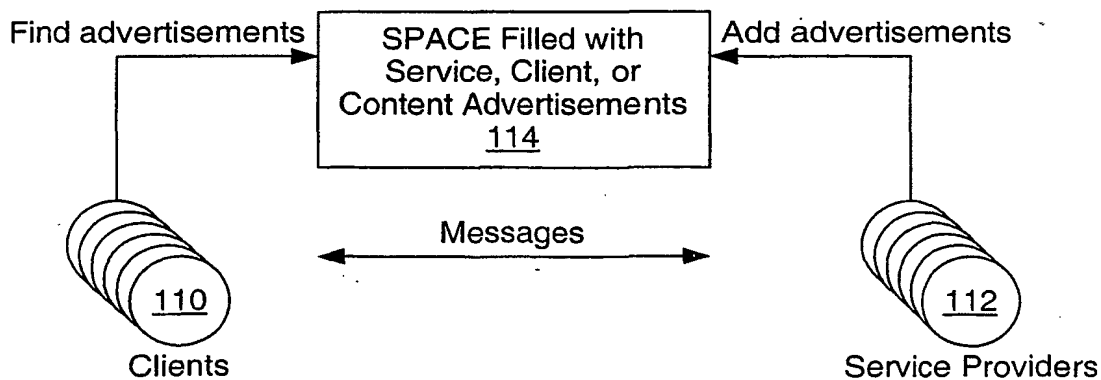 Find advertisements
SPACE Filled with
Service, Client, or
Content Advertisements
114
Add advertisements
Messages
110
Clients
112
Service Providers